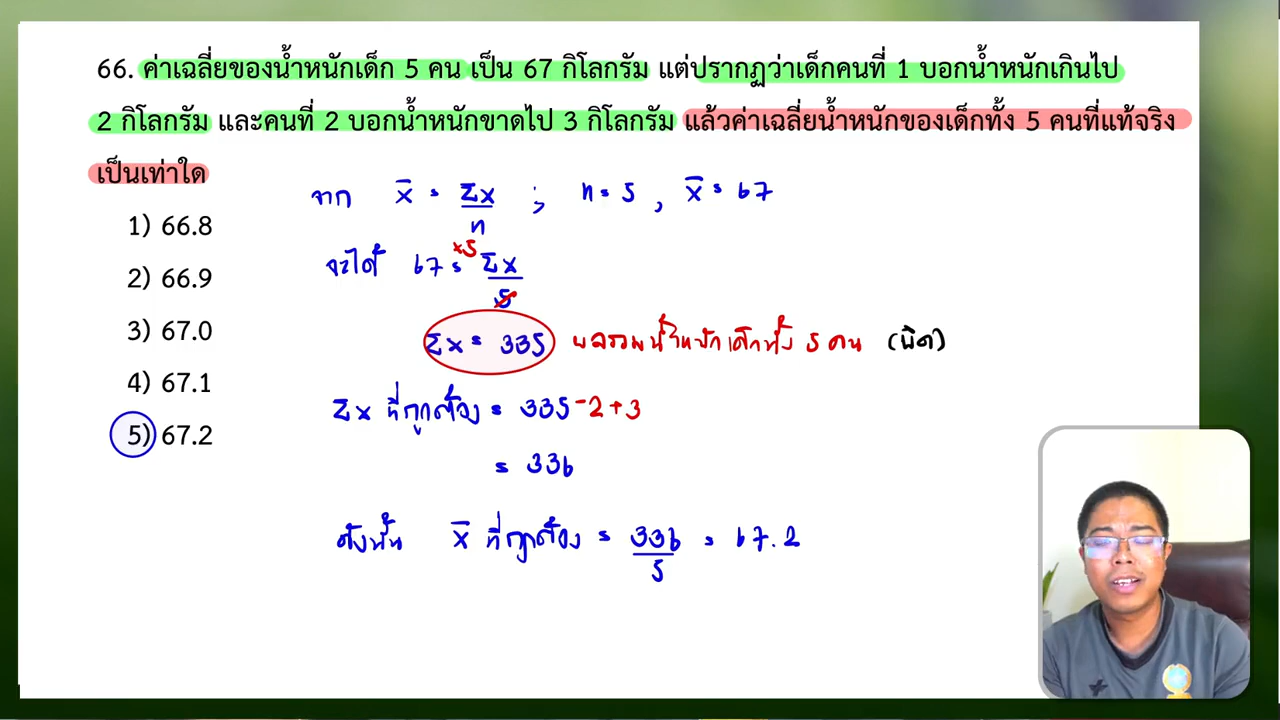 66. ค่าเฉลี่ยของน้ำหนักเด็ก 5 คน เป็น 67 กิโลกรัม แต่ปรากฏว่าเด็กคนที่ 1 บอกน้ำหนักเกินไป
2 กิโลกรัม และคนที่ 2 บอกน้ำหนักขาดไป 3 กิโลกรัม แล้วค่าเฉลี่ยน้ำหนักของเด็กทั้ง 5 คนที่แท้จริง
เป็นเท่าใด
1) 66.8
2) 66.9
3) 67.0
4) 67.1
5) 67.2
จาก x̄ = Σx/n ; n = 5 , x̄ = 67
จะได้ 67 ×5 = Σx/5
Σx = 335 ผลรวมน้ำหนักเด็กทั้ง 5 คน (ผิด)
Σx ที่ถูกต้อง = 335 - 2 + 3
= 336
ดังนั้น x̄ ที่ถูกต้อง = 336/5 = 67.2